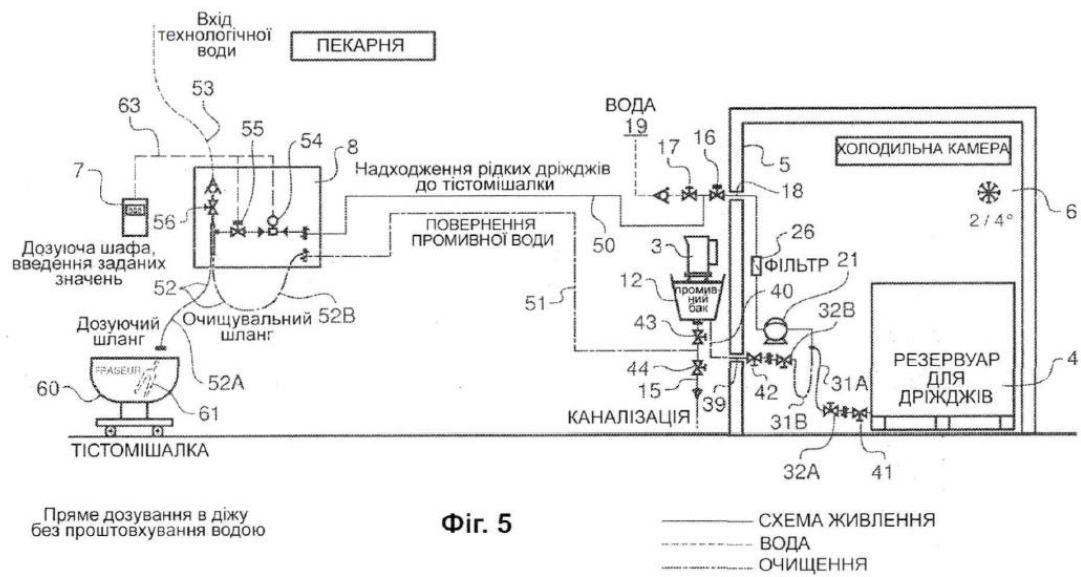 Вхід
технологічної
води
ПЕКАРНЯ
63
53
55
54
8
7
56
Дозуюча шафа,
введення заданих
значень
Надходження рідких дріжджів
до тістомішалки
ПОВЕРНЕННЯ
ПРОМИВНОЇ ВОДИ
50
51
52
52B
Очищувальний
шланг
Дозуючий
шланг
52A
FRASEUR
60
61
ТІСТОМІШАЛКА
ВОДА
19
17
16
5
18
ХОЛОДИЛЬНА КАМЕРА
2 / 4°
6
3
26
ФІЛЬТР
21
12
промив-
ний
бак
40
32B
43
44
15
39
42
31A
31B
РЕЗЕРВУАР
ДЛЯ
ДРІЖДЖІВ
4
КАНАЛІЗАЦІЯ
32A
41
Пряме дозування в діжу
без проштовхування водою
Фіг. 5
СХЕМА ЖИВЛЕННЯ
ВОДА
ОЧИЩЕННЯ